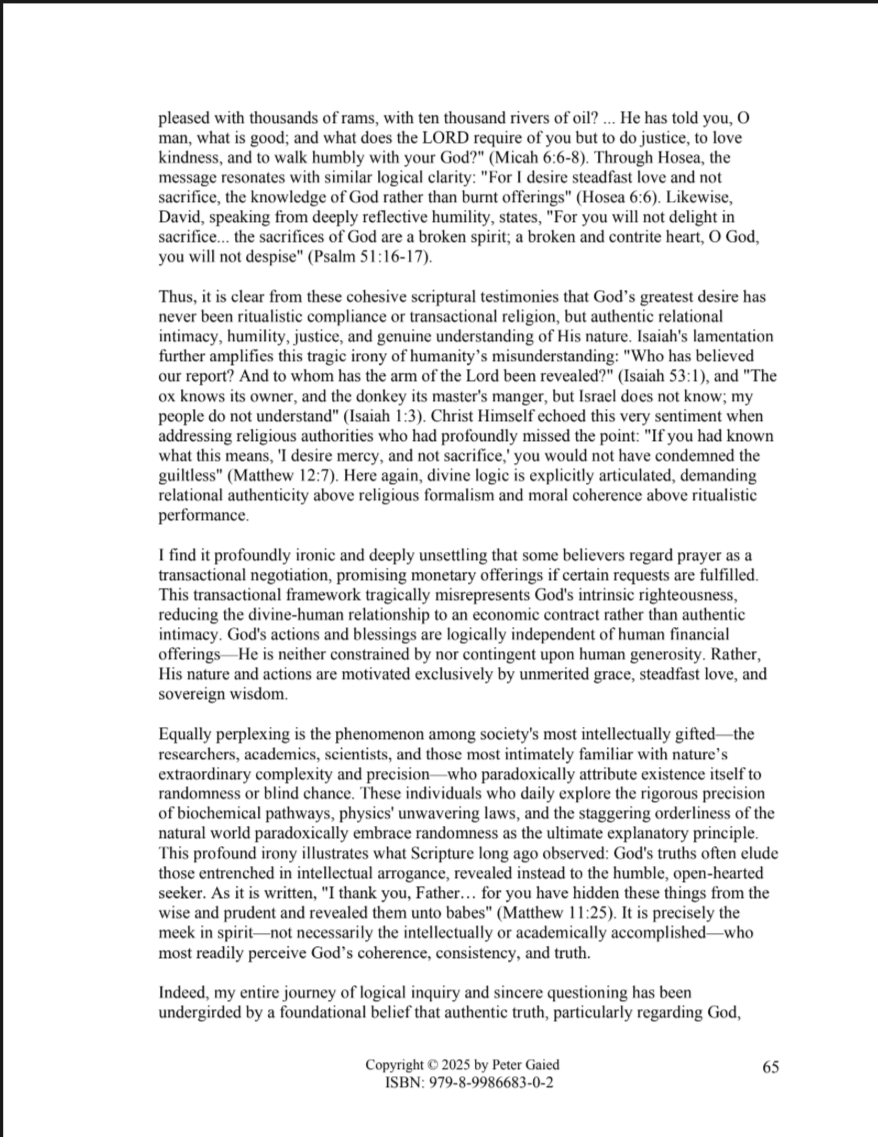 pleased with thousands of rams, with ten thousand rivers of oil? ... He has told you, O
man, what is good; and what does the LORD require of you but to do justice, to love
kindness, and to walk humbly with your God?" (Micah 6:6-8). Through Hosea, the
message resonates with similar logical clarity: "For I desire steadfast love and not
sacrifice, the knowledge of God rather than burnt offerings" (Hosea 6:6). Likewise,
David, speaking from deeply reflective humility, states, "For you will not delight in
sacrifice... the sacrifices of God are a broken spirit; a broken and contrite heart, O God,
you will not despise" (Psalm 51:16-17).

Thus, it is clear from these cohesive scriptural testimonies that God’s greatest desire has
never been ritualistic compliance or transactional religion, but authentic relational
intimacy, humility, justice, and genuine understanding of His nature. Isaiah's lamentation
further amplifies this tragic irony of humanity’s misunderstanding: "Who has believed
our report? And to whom has the arm of the Lord been revealed?" (Isaiah 53:1), and "The
ox knows its owner, and the donkey its master's manger, but Israel does not know; my
people do not understand" (Isaiah 1:3). Christ Himself echoed this very sentiment when
addressing religious authorities who had profoundly missed the point: "If you had known
what this means, 'I desire mercy, and not sacrifice,' you would not have condemned the
guiltless" (Matthew 12:7). Here again, divine logic is explicitly articulated, demanding
relational authenticity above religious formalism and moral coherence above ritualistic
performance.

I find it profoundly ironic and deeply unsettling that some believers regard prayer as a
transactional negotiation, promising monetary offerings if certain requests are fulfilled.
This transactional framework tragically misrepresents God's intrinsic righteousness,
reducing the divine-human relationship to an economic contract rather than authentic
intimacy. God's actions and blessings are logically independent of human financial
offerings—He is neither constrained by nor contingent upon human generosity. Rather,
His nature and actions are motivated exclusively by unmerited grace, steadfast love, and
sovereign wisdom.

Equally perplexing is the phenomenon among society's most intellectually gifted—the
researchers, academics, scientists, and those most intimately familiar with nature’s
extraordinary complexity and precision—who paradoxically attribute existence itself to
randomness or blind chance. These individuals who daily explore the rigorous precision
of biochemical pathways, physics' unwavering laws, and the staggering orderliness of the
natural world paradoxically embrace randomness as the ultimate explanatory principle.
This profound irony illustrates what Scripture long ago observed: God's truths often elude
those entrenched in intellectual arrogance, revealed instead to the humble, open-hearted
seeker. As it is written, "I thank you, Father… for you have hidden these things from the
wise and prudent and revealed them unto babes" (Matthew 11:25). It is precisely the
meek in spirit—not necessarily the intellectually or academically accomplished—who
most readily perceive God’s coherence, consistency, and truth.

Indeed, my entire journey of logical inquiry and sincere questioning has been
undergirded by a foundational belief that authentic truth, particularly regarding God,

Copyright © 2025 by Peter Gaied
ISBN: 979-8-9986683-0-2
65